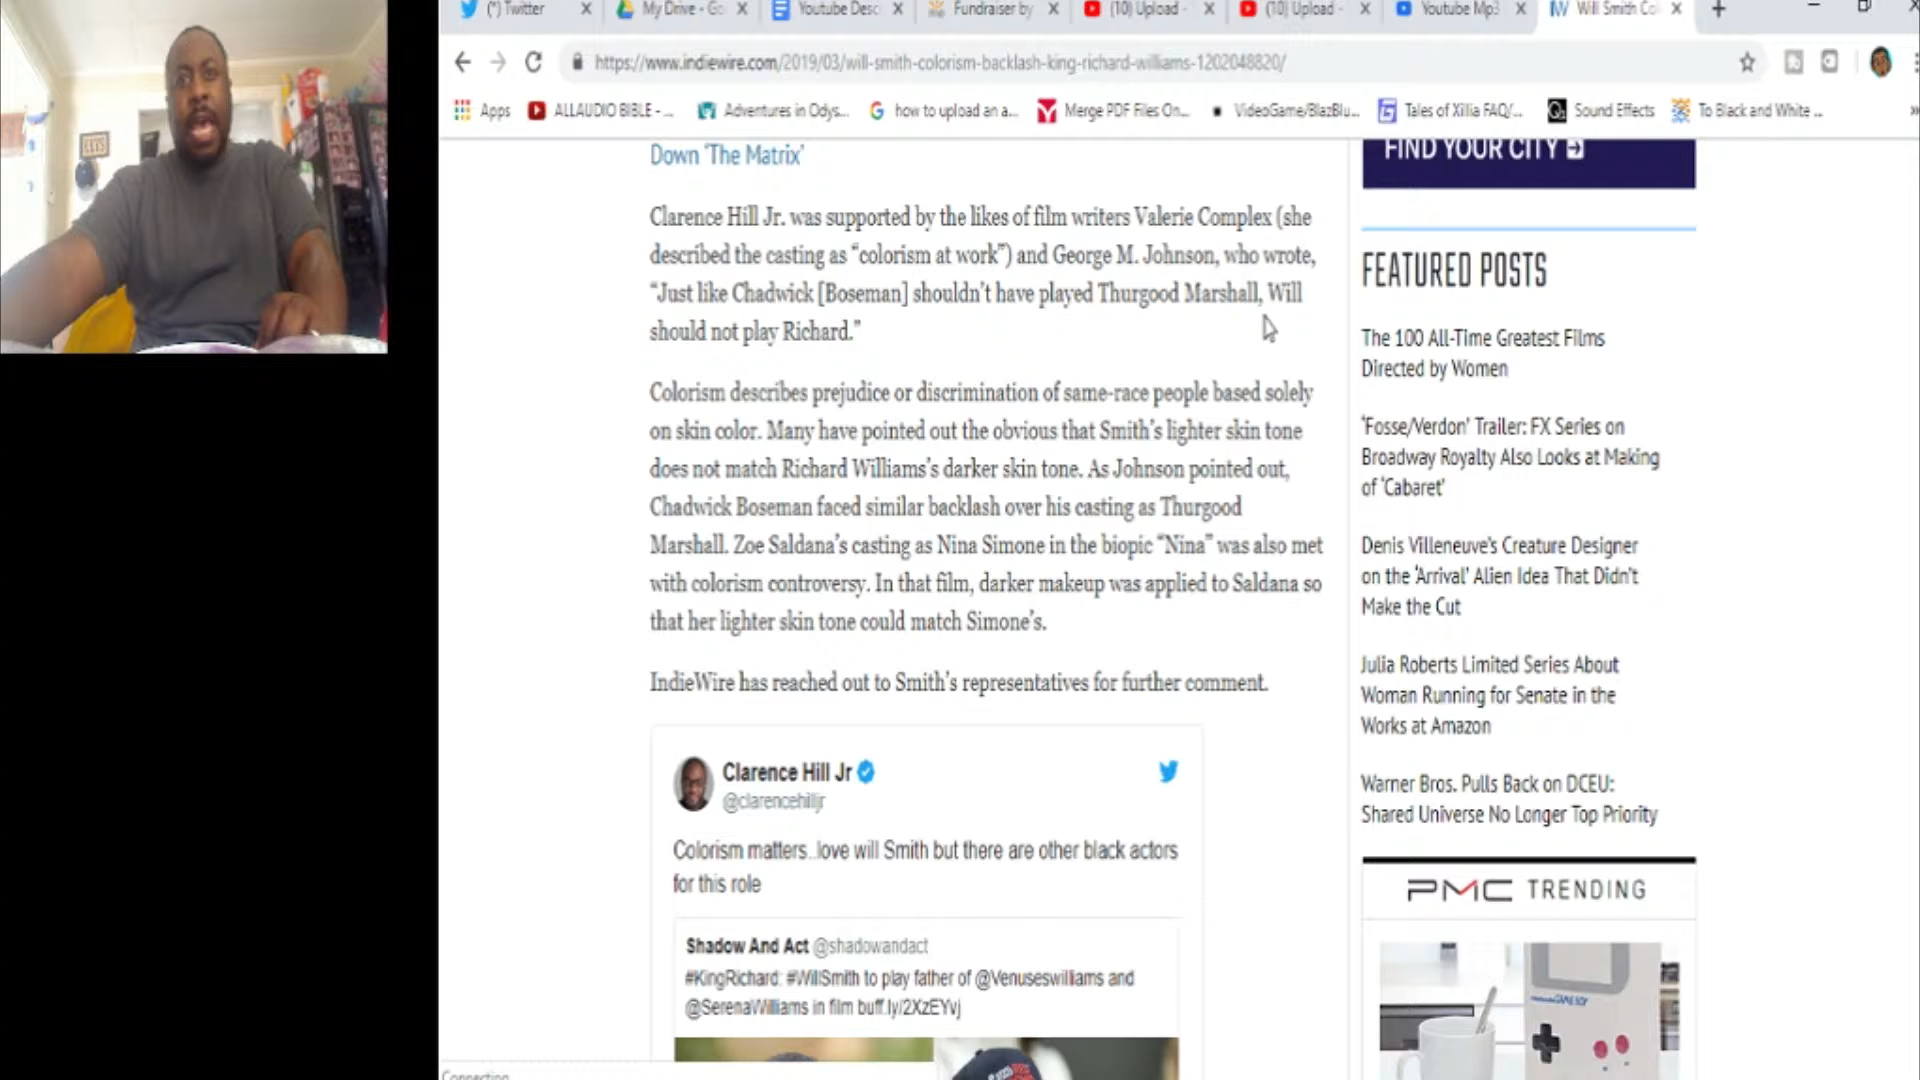 (*) Twitter
My Drive - Go
Youtube Desc
Fundraiser by
(10) Upload -
(10) Upload -
Youtube Mp3
Will Smith Co
https://www.indiewire.com/2019/03/will-smith-colorism-backlash-king-richard-williams-1202048820/
Apps
ALLAUDIO BIBLE - ...
Adventures in Odys...
how to upload an a...
Merge PDF Files On...
VideoGame/BlazBlu...
Tales of Xillia FAQ/...
Sound Effects
To Black and White ...
Down ‘The Matrix’
Clarence Hill Jr. was supported by the likes of film writers Valerie Complex (she
described the casting as “colorism at work”) and George M. Johnson, who wrote,
“Just like Chadwick [Boseman] shouldn’t have played Thurgood Marshall, Will
should not play Richard.”
Colorism describes prejudice or discrimination of same-race people based solely
on skin color. Many have pointed out the obvious that Smith’s lighter skin tone
does not match Richard Williams’s darker skin tone. As Johnson pointed out,
Chadwick Boseman faced similar backlash over his casting as Thurgood
Marshall. Zoe Saldana’s casting as Nina Simone in the biopic “Nina” was also met
with colorism controversy. In that film, darker makeup was applied to Saldana so
that her lighter skin tone could match Simone’s.
IndieWire has reached out to Smith’s representatives for further comment.
Clarence Hill Jr
@clarencehilljr
Colorism matters..love will Smith but there are other black actors
for this role
Shadow And Act @shadowandact
#KingRichard: #WillSmith to play father of @Venuseswilliams and
@SerenaWilliams in film buff.ly/2XzEYvj
Connecting
FIND YOUR CITY
FEATURED POSTS
The 100 All-Time Greatest Films
Directed by Women
‘Fosse/Verdon’ Trailer: FX Series on
Broadway Royalty Also Looks at Making
of ‘Cabaret’
Denis Villeneuve’s Creature Designer
on the ‘Arrival’ Alien Idea That Didn’t
Make the Cut
Julia Roberts Limited Series About
Woman Running for Senate in the
Works at Amazon
Warner Bros. Pulls Back on DCEU:
Shared Universe No Longer Top Priority
PMC TRENDING